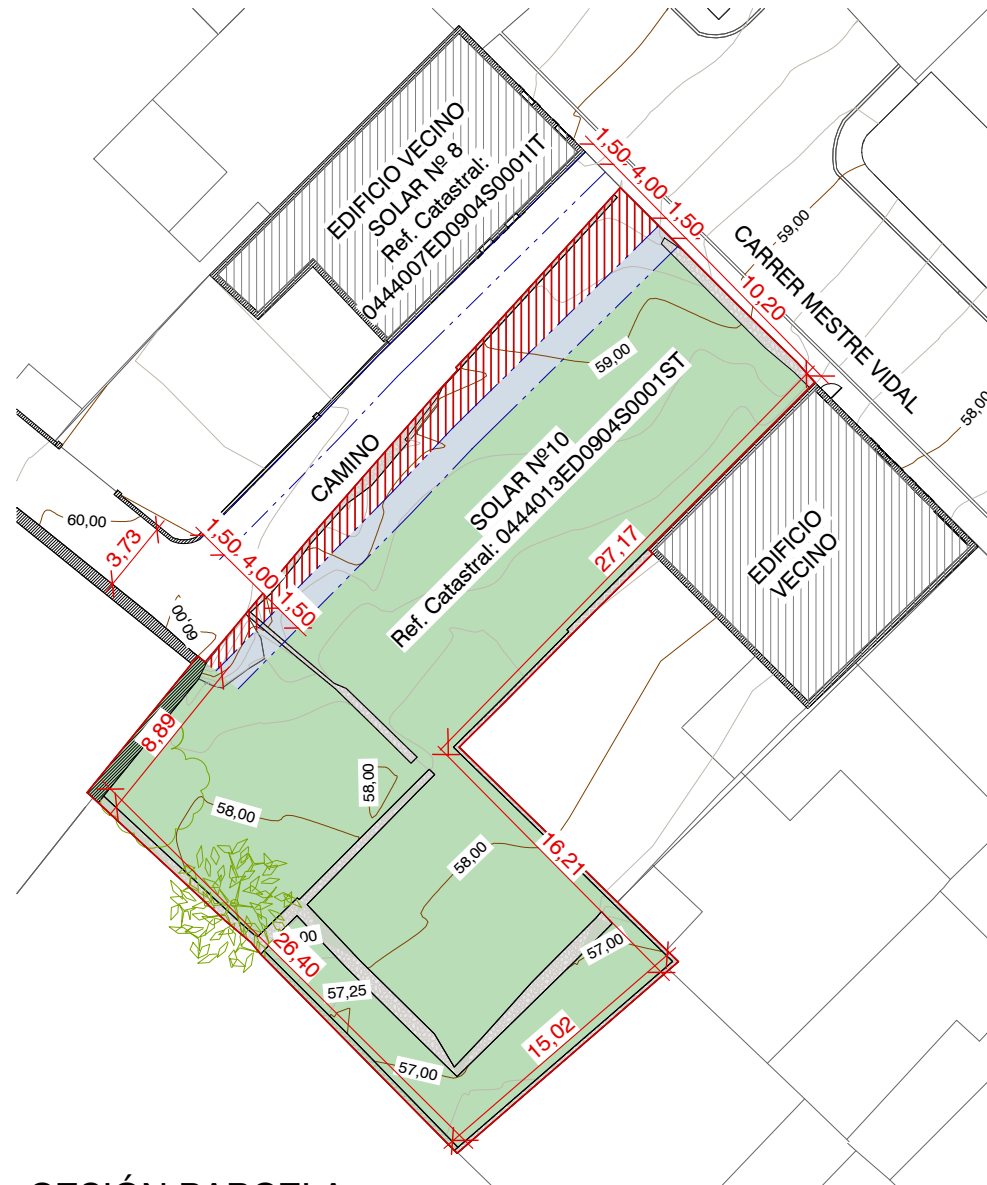 EDIFICIO VECINO
SOLAR Nº 8
Ref. Catastral:
0444007ED0904S0001IT
1,50
4,00
1,50
10,20
CARRER MESTRE VIDAL
59,00
58,00
59,00
SOLAR Nº10
Ref. Catastral: 0444013ED0904S0001ST
CAMINO
27,17
EDIFICIO
VECINO
60,00
3,73
1,50
4,00
1,50
60,00
8,89
58,00
58,00
58,00
16,21
00
26,40
57,25
57,00
57,00
15,02